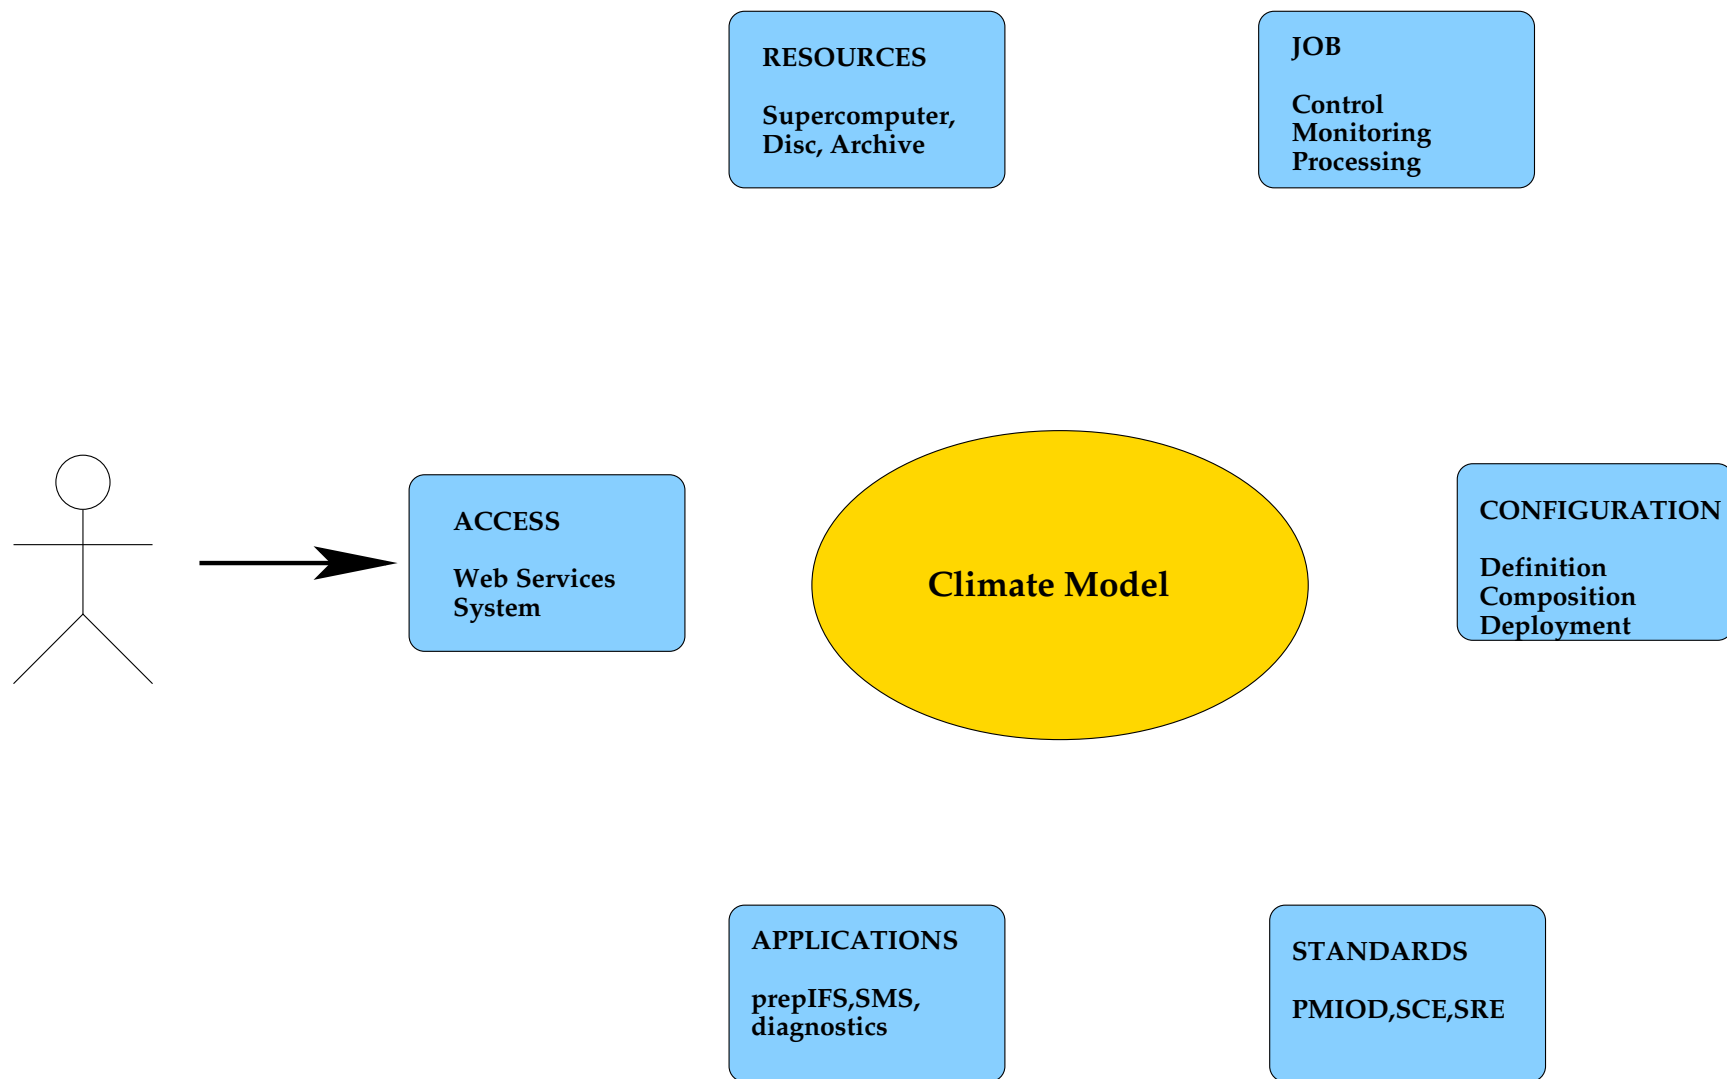 RESOURCES
Supercomputer,
Disc, Archive
JOB
Control
Monitoring
Processing
ACCESS
Web Services
System
Climate Model
CONFIGURATION
Definition
Composition
Deployment
APPLICATIONS
prepIFS,SMS,
diagnostics
STANDARDS
PMIOD,SCE,SRE